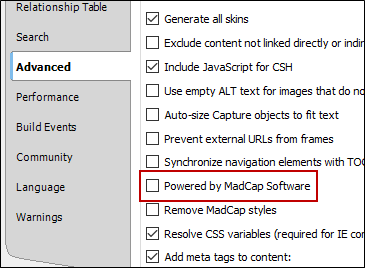 Relationship Table
Search
Advanced
Performance
Build Events
Community
Language
Warnings
Generate all skins
Exclude content not linked directly or indir
Include JavaScript for CSH
Use empty ALT text for images that do no
Auto-size Capture objects to fit text
Prevent external URLs from frames
Synchronize navigation elements with TOC
Powered by MadCap Software
Remove MadCap styles
Resolve CSS variables (required for IE con
Add meta tags to content: